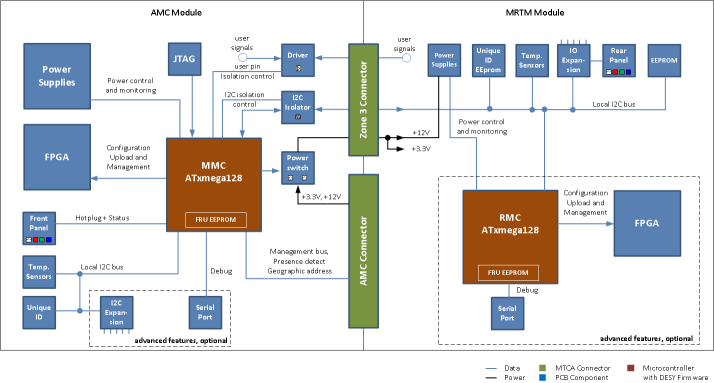 AMC Module
MRTM Module
user
signals
Driver
user pin
Isolation control
JTAG
Power
Supplies
Power control
and monitoring
I2C isolation
control
I2C
Isolator
Zone 3 Connector
user
signals
Power
Supplies
Unique
ID
EEprom
Temp.
Sensors
IO
Expan-
sion
Rear
Panel
EEPROM
Local I2C bus
Power control
and monitoring
+12V
+3.3V
FPGA
Configuration
Upload and
Management
MMC
ATxmega128
FRU EEPROM
Power
switch
+3.3V, +12V
AMC Connector
Front
Panel
Hotplug + Status
Temp.
Sensors
Local I2C bus
Unique
ID
I2C
Expan-
sion
Debug
Serial
Port
advanced features, optional
Management bus,
Presence detect
Geographic address
RMC
ATxmega128
FRU EEPROM
Configuration
Upload and
Management
FPGA
Debug
Serial
Port
advanced features, optional
Data
Power
MTCA Connector
PCB Component
Microcontroller
with DESY Firmware